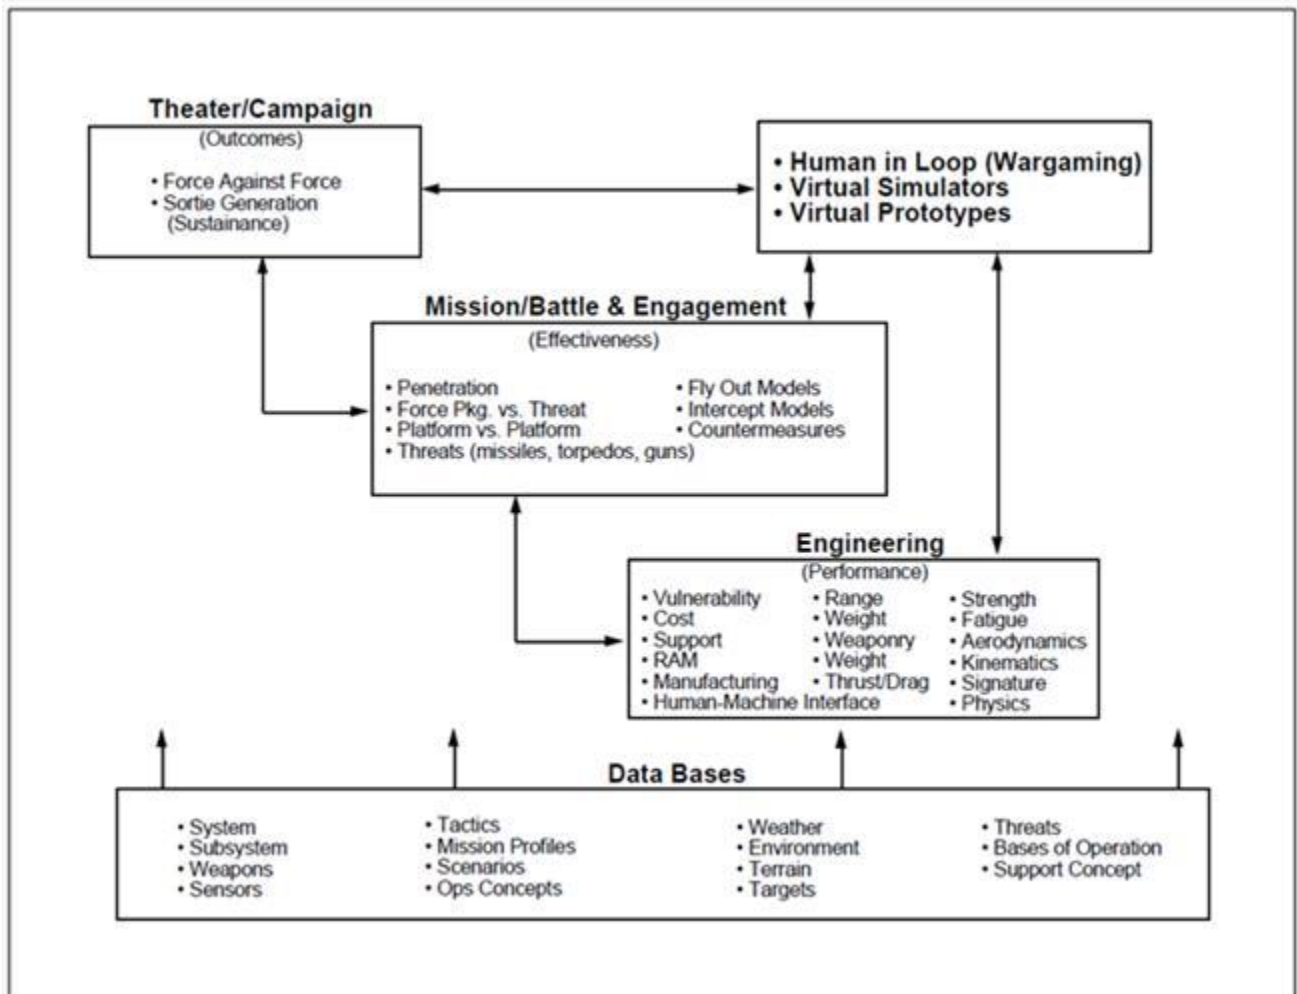 Theater/Campaign
(Outcomes)
• Force Against Force
• Sortie Generation
(Sustainance)
• Human in Loop (Wargaming)
• Virtual Simulators
• Virtual Prototypes
Mission/Battle & Engagement
(Effectiveness)
• Penetration
• Force Pkg. vs. Threat
• Platform vs. Platform
• Threats (missiles, torpedos, guns)
• Fly Out Models
• Intercept Models
• Countermeasures
Engineering
(Performance)
• Vulnerability
• Cost
• Support
• RAM
• Manufacturing
• Human-Machine Interface
• Range
• Weight
• Weaponry
• Weight
• Thrust/Drag
• Strength
• Fatigue
• Aerodynamics
• Kinematics
• Signature
• Physics
Data Bases
• System
• Subsystem
• Weapons
• Sensors
• Tactics
• Mission Profiles
• Scenarios
• Ops Concepts
• Weather
• Environment
• Terrain
• Targets
• Threats
• Bases of Operation
• Support Concept